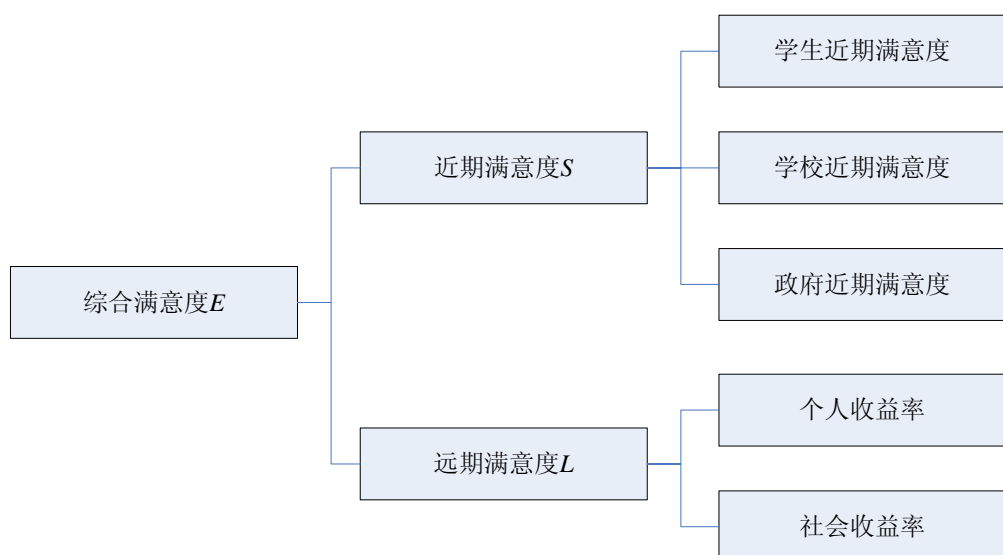 学生近期满意度
近期满意度S
学校近期满意度
政府近期满意度
综合满意度E
个人收益率
远期满意度L
社会收益率